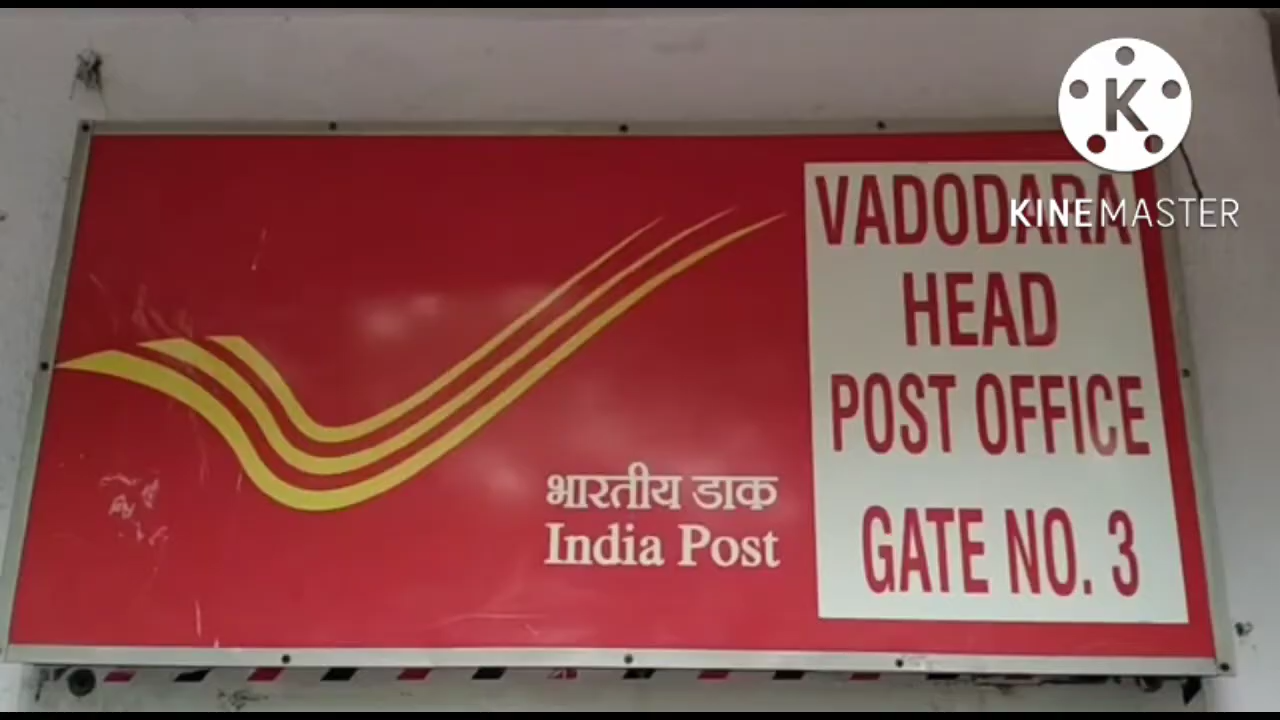 भारतीय डाक
India Post
VADODARA
HEAD
POST OFFICE
GATE NO. 3
K
KINEMASTER